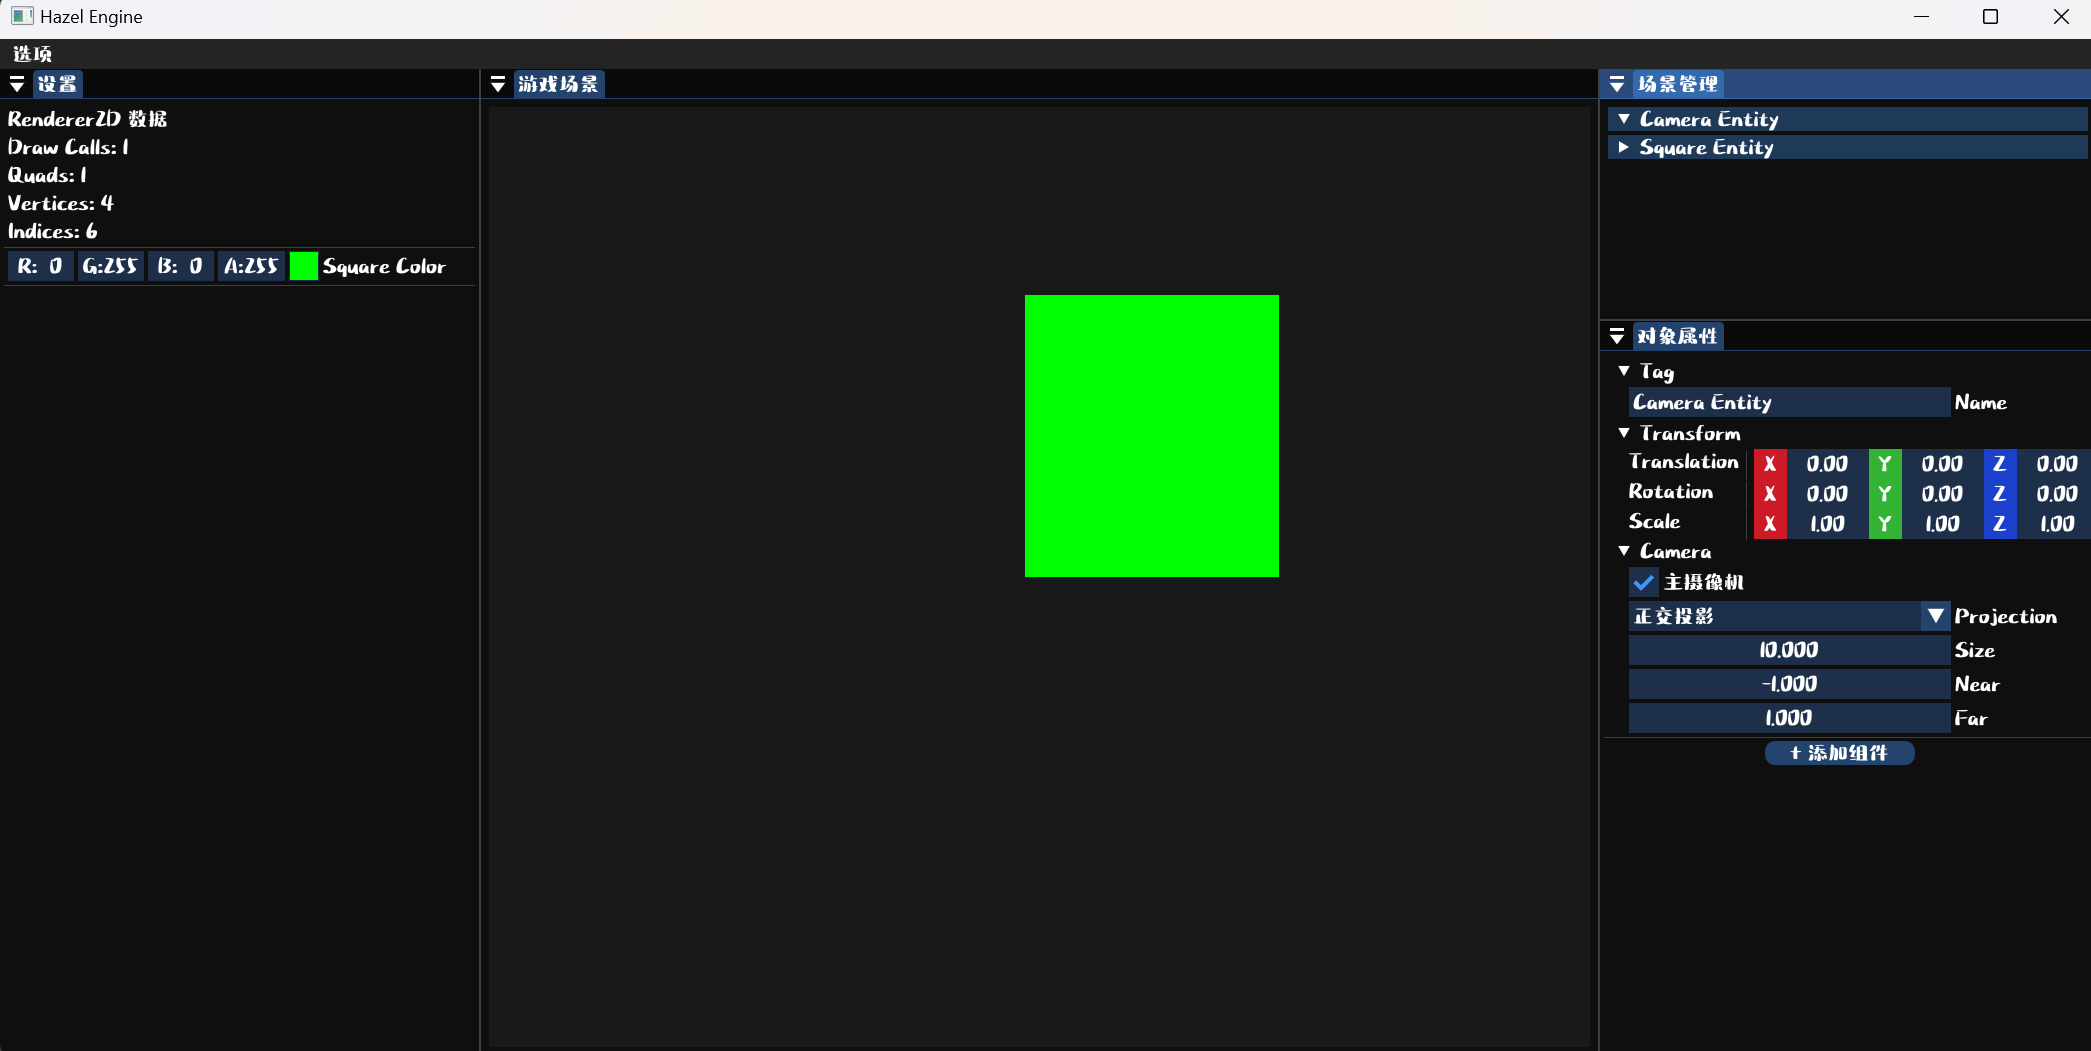 Hazel Engine
选项
设置
Renderer2D 数据
Draw Calls: 1
Quads: 1
Vertices: 4
Indices: 6
R: 0 G:255 B: 0 A:255 Square Color
游戏场景
场景管理
Camera Entity
Square Entity
对象属性
Tag
Camera Entity Name
Transform
Translation X 0.00 Y 0.00 Z 0.00
Rotation X 0.00 Y 0.00 Z 0.00
Scale X 1.00 Y 1.00 Z 1.00
Camera
主摄像机
正交投影 Projection
10.000 Size
-1.000 Near
1.000 Far
+ 添加组件